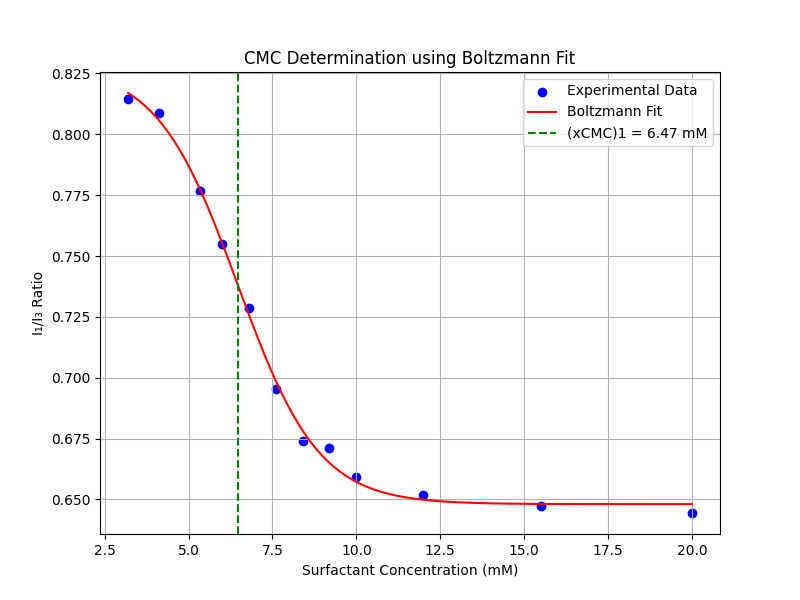 CMC Determination using Boltzmann Fit
Experimental Data
Boltzmann Fit
(xCMC)1 = 6.47 mM
0.825
0.800
0.775
0.750
0.725
0.700
0.675
0.650
I₁/I₃ Ratio
2.5 5.0 7.5 10.0 12.5 15.0 17.5 20.0
Surfactant Concentration (mM)